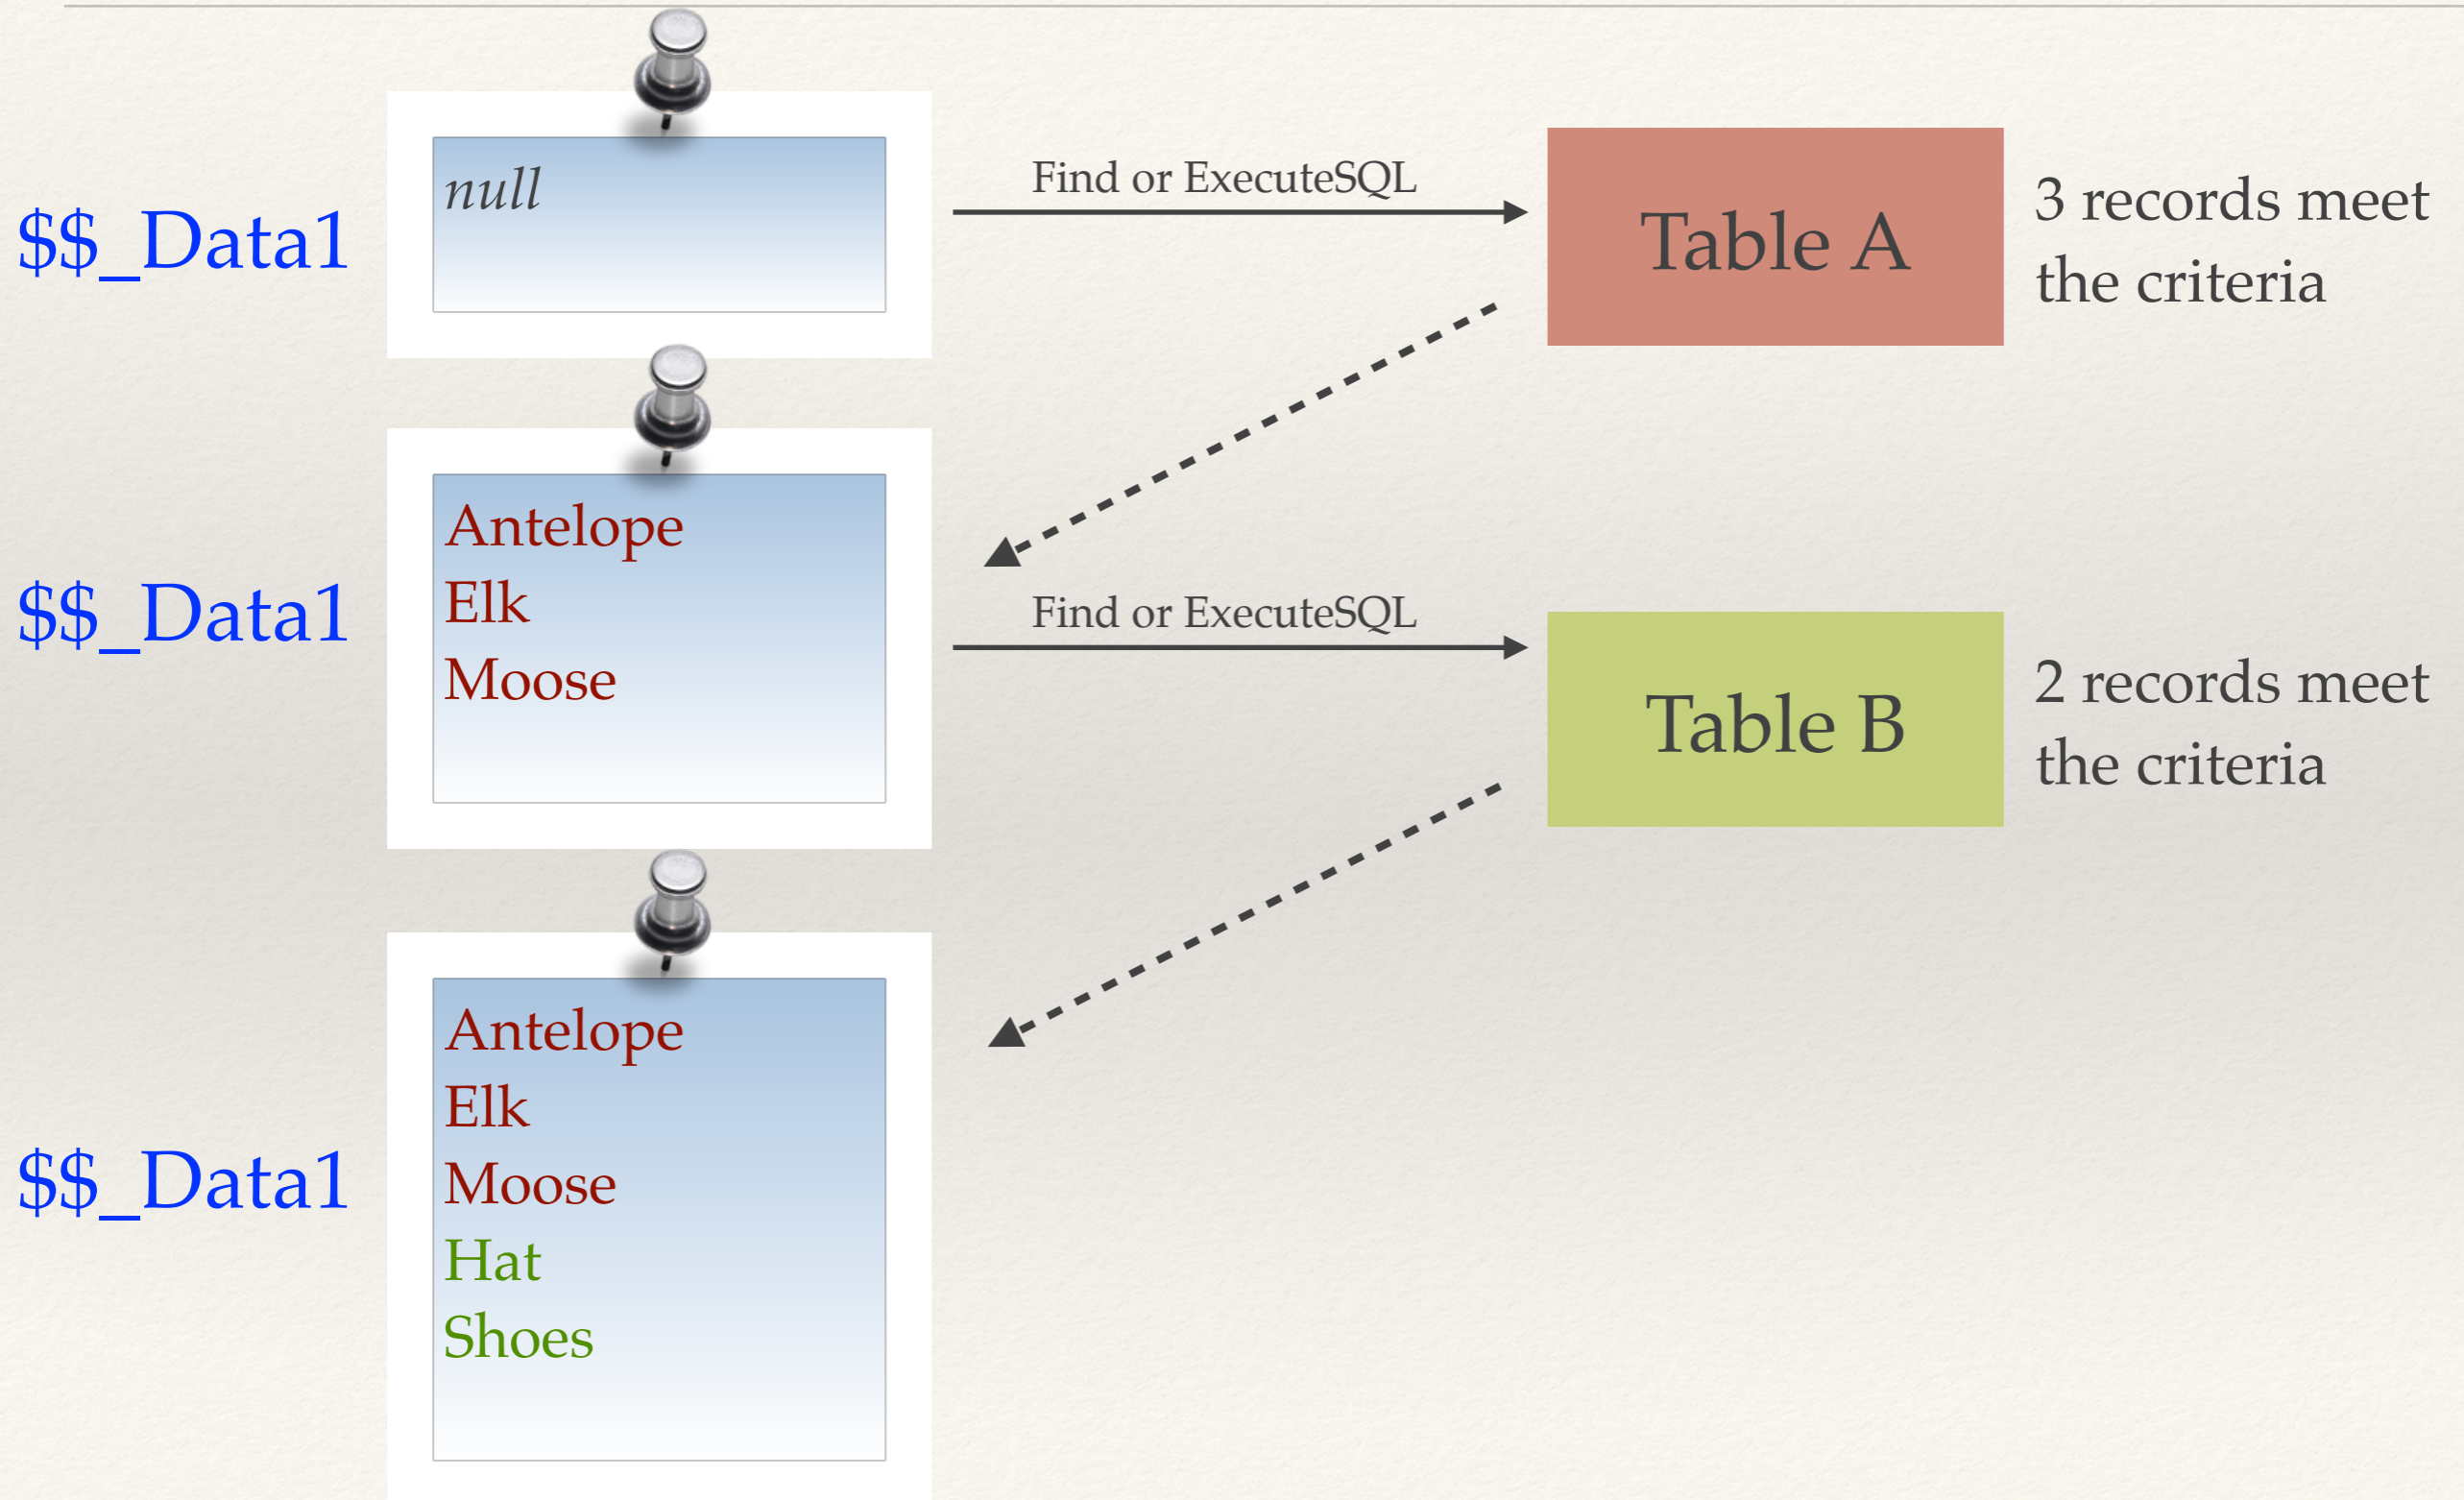 $$_Data1
null
Find or ExecuteSQL
Table A
3 records meet
the criteria
$$_Data1
Antelope
Elk
Moose
Find or ExecuteSQL
Table B
2 records meet
the criteria
$$_Data1
Antelope
Elk
Moose
Hat
Shoes